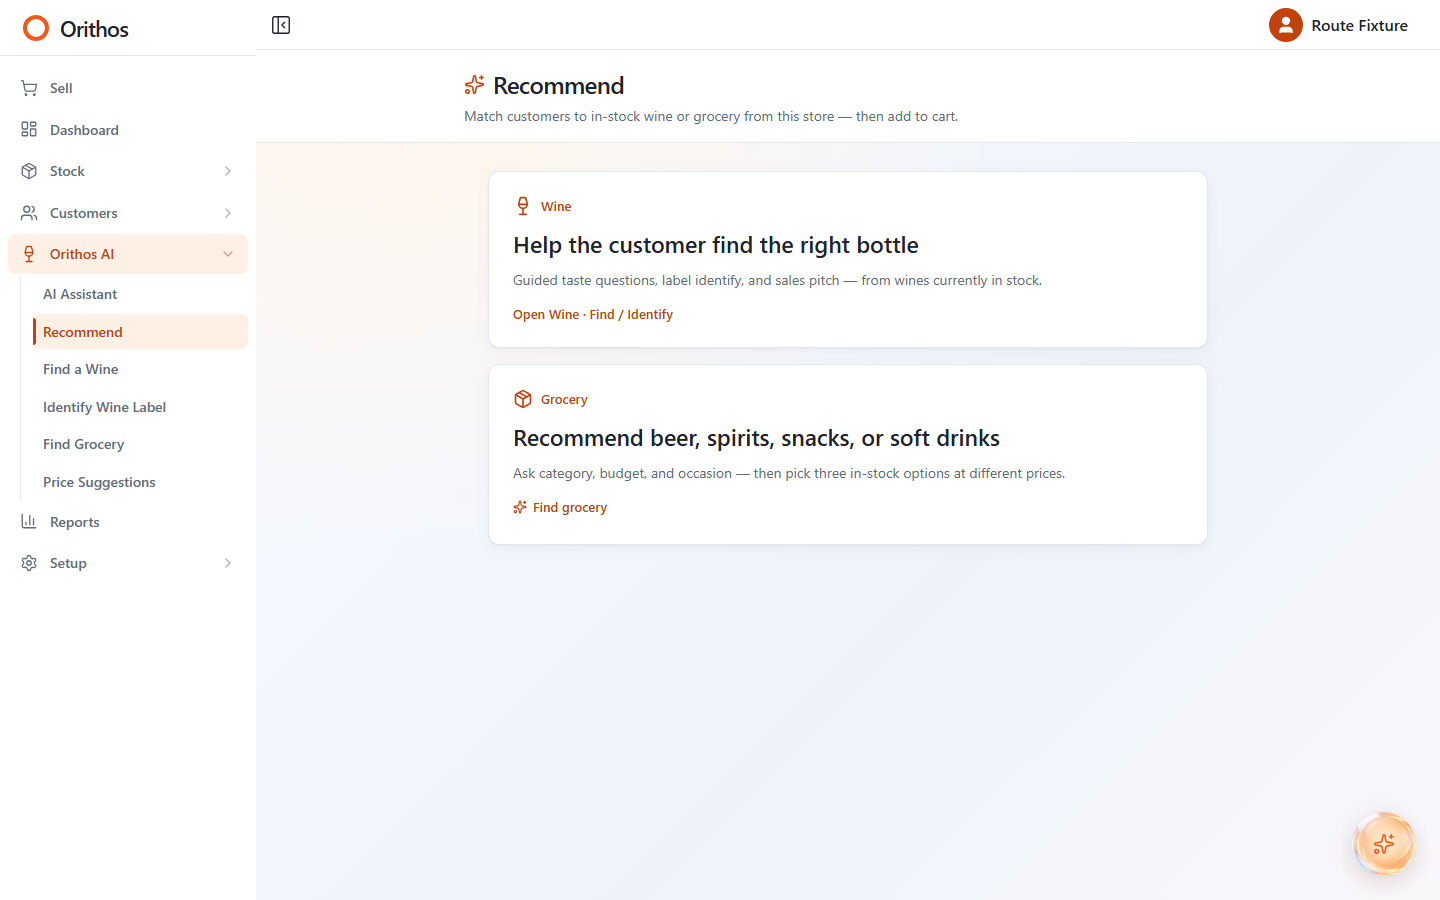 Orithos
Route Fixture
Sell
Dashboard
Stock
Customers
Orithos AI
AI Assistant
Recommend
Find a Wine
Identify Wine Label
Find Grocery
Price Suggestions
Reports
Setup
Recommend
Match customers to in-stock wine or grocery from this store — then add to cart.
Wine
Help the customer find the right bottle
Guided taste questions, label identify, and sales pitch — from wines currently in stock.
Open Wine · Find / Identify
Grocery
Recommend beer, spirits, snacks, or soft drinks
Ask category, budget, and occasion — then pick three in-stock options at different prices.
Find grocery